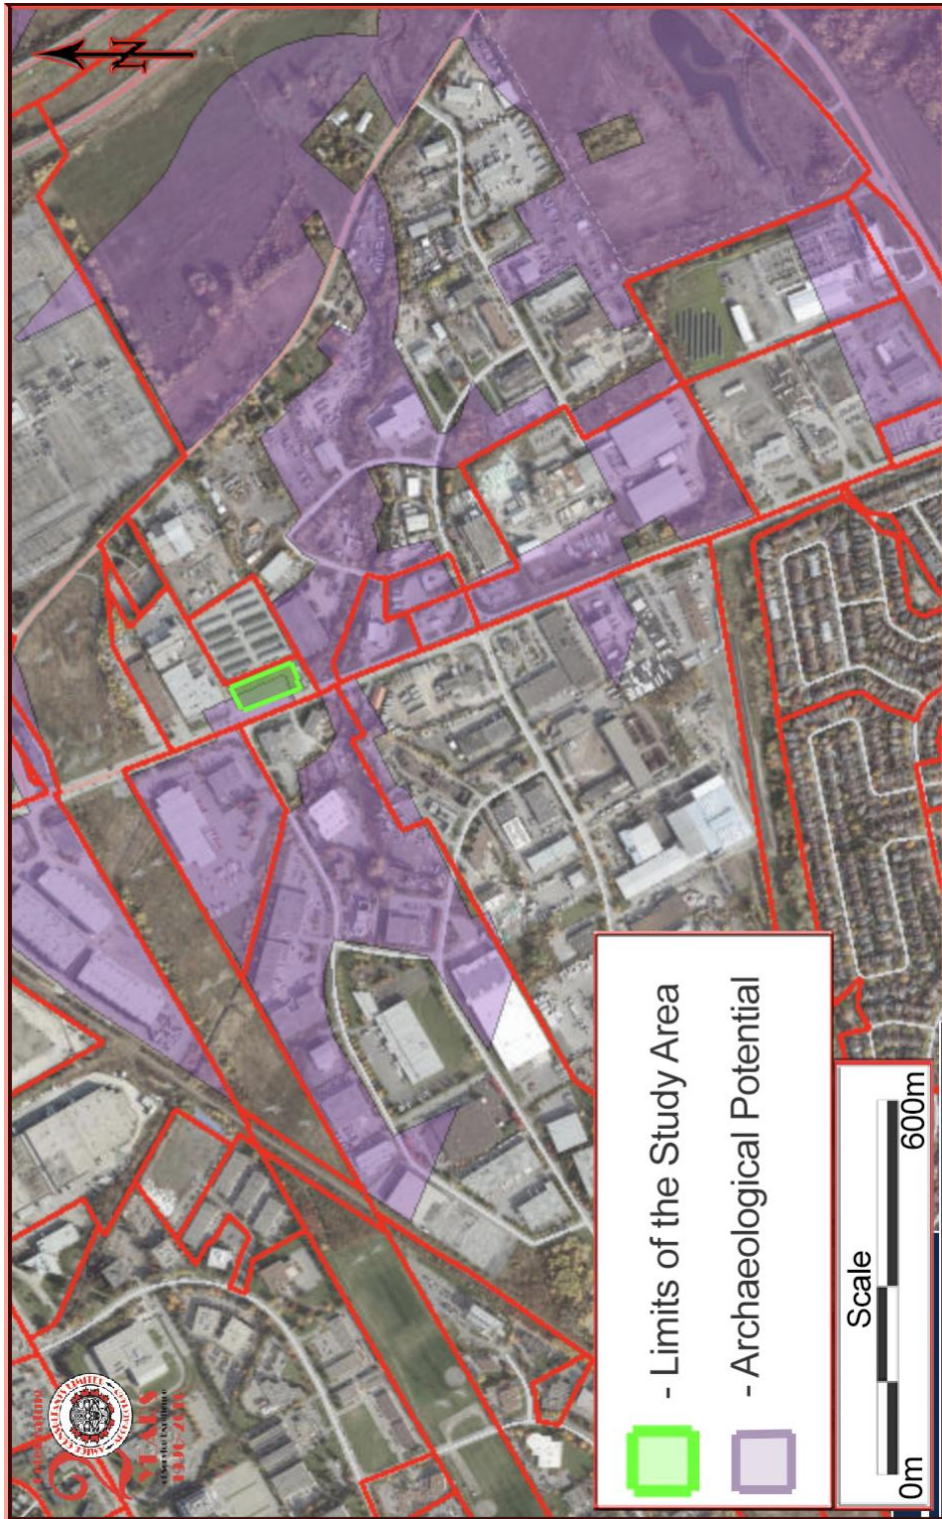 N
- Limits of the Study Area
- Archaeological Potential
Scale
0m
600m